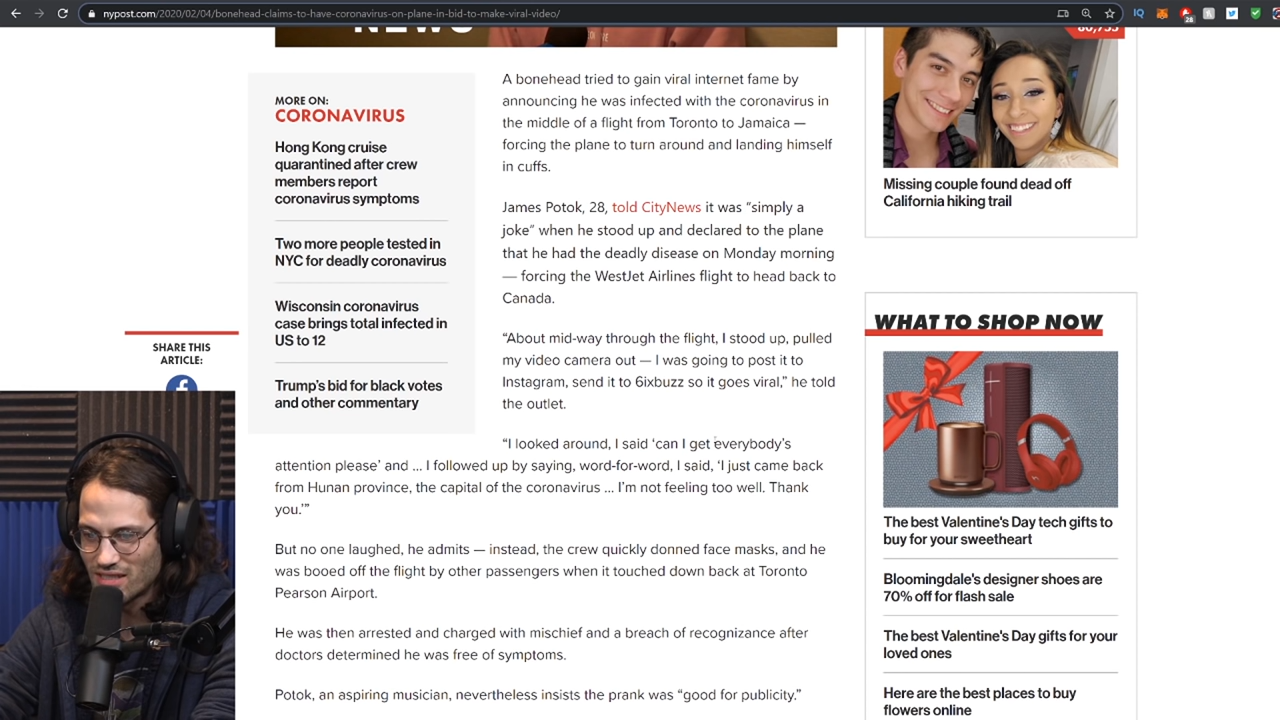 nypost.com/2020/02/04/bonehead-claims-to-have-coronavirus-on-plane-in-bid-to-make-viral-video/
NEWS
MORE ON:
CORONAVIRUS
Hong Kong cruise
quarantined after crew
members report
coronavirus symptoms
Two more people tested in
NYC for deadly coronavirus
Wisconsin coronavirus
case brings total infected in
US to 12
Trump's bid for black votes
and other commentary
SHARE THIS
ARTICLE:
A bonehead tried to gain viral internet fame by
announcing he was infected with the coronavirus in
the middle of a flight from Toronto to Jamaica —
forcing the plane to turn around and landing himself
in cuffs.
James Potok, 28, told CityNews it was “simply a
joke” when he stood up and declared to the plane
that he had the deadly disease on Monday morning
— forcing the WestJet Airlines flight to head back to
Canada.
“About mid-way through the flight, I stood up, pulled
my video camera out — I was going to post it to
Instagram, send it to 6ixbuzz so it goes viral,” he told
the outlet.
“I looked around, I said ‘can I get everybody’s
attention please’ and ... I followed up by saying, word-for-word, I said, ‘I just came back
from Hunan province, the capital of the coronavirus ... I’m not feeling too well. Thank
you.’”
But no one laughed, he admits — instead, the crew quickly donned face masks, and he
was booed off the flight by other passengers when it touched down back at Toronto
Pearson Airport.
He was then arrested and charged with mischief and a breach of recognizance after
doctors determined he was free of symptoms.
Potok, an aspiring musician, nevertheless insists the prank was “good for publicity.”
Missing couple found dead off
California hiking trail
WHAT TO SHOP NOW
The best Valentine's Day tech gifts to
buy for your sweetheart
Bloomingdale's designer shoes are
70% off for flash sale
The best Valentine's Day gifts for your
loved ones
Here are the best places to buy
flowers online